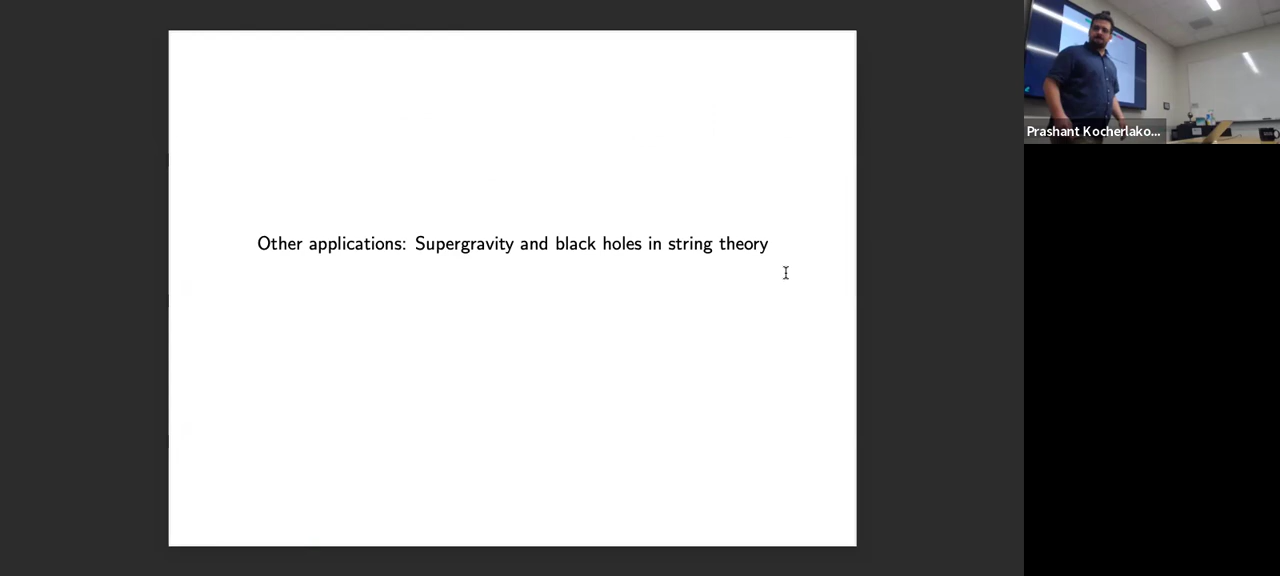 Other applications: Supergravity and black holes in string theory
Prashant Kocherlako...